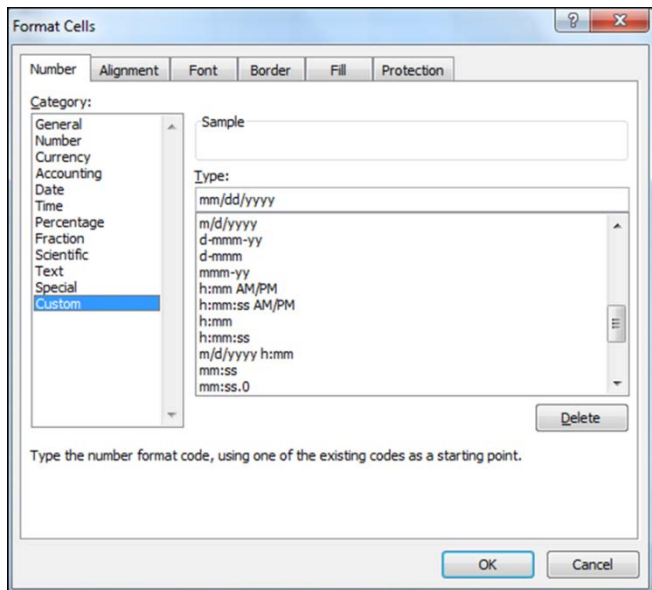 Format Cells
?
X
Number Alignment Font Border Fill Protection
Category:
General
Number
Currency
Accounting
Date
Time
Percentage
Fraction
Scientific
Text
Special
Custom
Sample
Type:
mm/dd/yyyy
m/d/yyyy
d-mmm-yy
d-mmm
mmm-yy
h:mm AM/PM
h:mm:ss AM/PM
h:mm
h:mm:ss
m/d/yyyy h:mm
mm:ss
mm:ss.0
Delete
Type the number format code, using one of the existing codes as a starting point.
OK Cancel